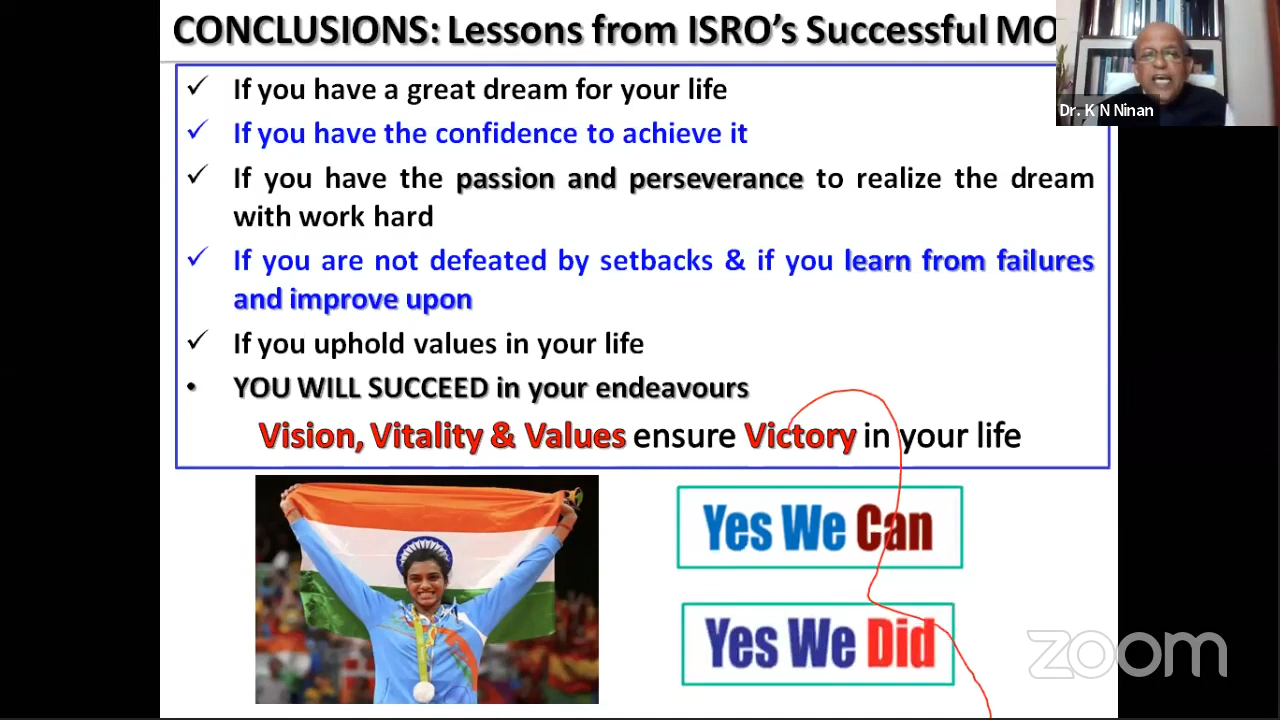 CONCLUSIONS: Lessons from ISRO's Successful MO
Dr. K N Ninan
✓ If you have a great dream for your life
✓ If you have the confidence to achieve it
✓ If you have the passion and perseverance to realize the dream
with work hard
✓ If you are not defeated by setbacks & if you learn from failures
and improve upon
✓ If you uphold values in your life
• YOU WILL SUCCEED in your endeavours
Vision, Vitality & Values ensure Victory in your life
Yes We Can
Yes We Did
zoom